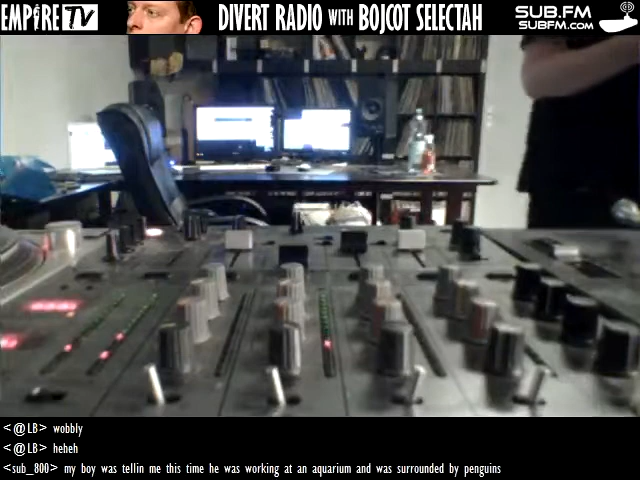 EMPIRE TV
DIVERT RADIO WITH BOJCOT SELECTAH
SUB.FM
SUBFM.COM
<@LB> wobbly
<@LB> heheh
<sub_800> my boy was tellin me this time he was working at an aquarium and was surrounded by penguins